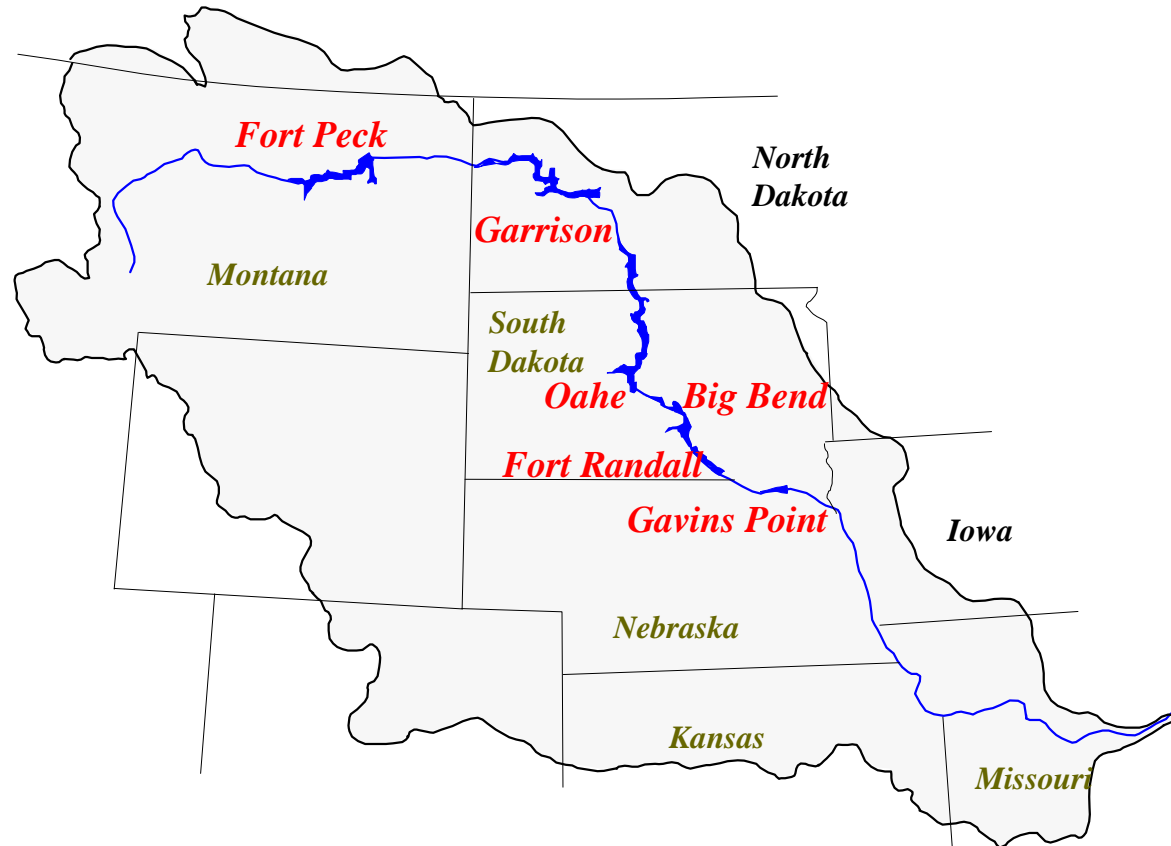 Fort Peck
North
Dakota
Garrison
Montana
South
Dakota
Oahe
Big Bend
Fort Randall
Gavins Point
Iowa
Nebraska
Kansas
Missouri